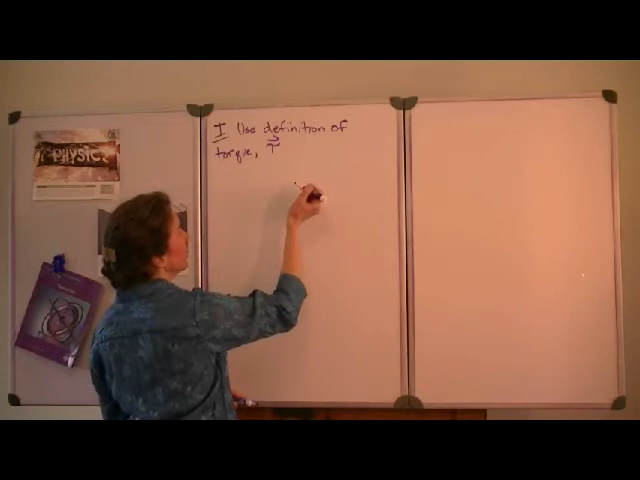 PHYSICS
I Use definition of
torque, τ